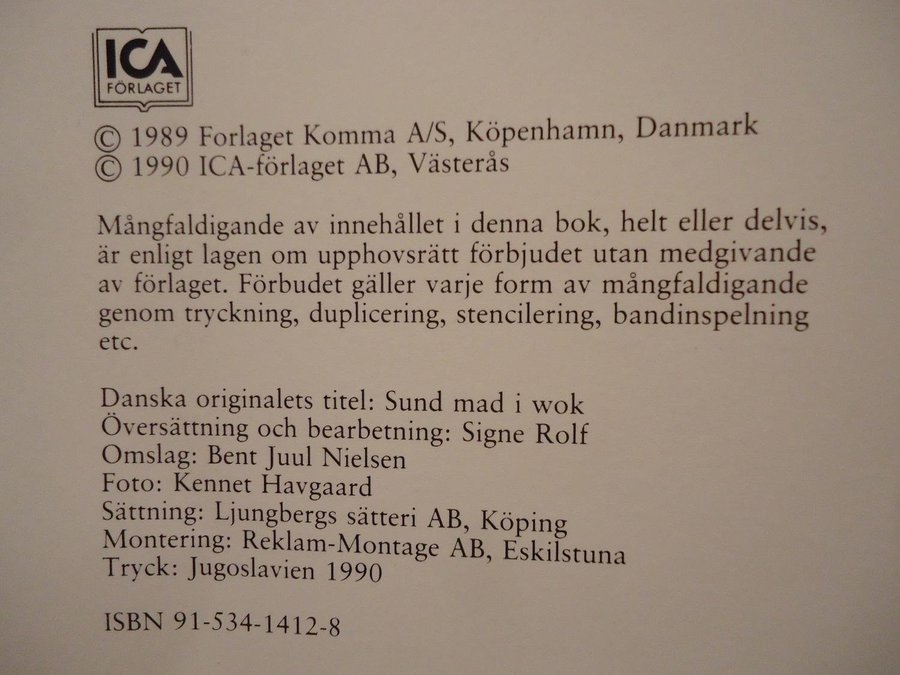 ICA
FÖRLAGET
© 1989 Forlaget Komma A/S, Köpenhamn, Danmark
© 1990 ICA-förlaget AB, Västerås
Mångfaldigande av innehållet i denna bok, helt eller delvis,
är enligt lagen om upphovsrätt förbjudet utan medgivande
av förlaget. Förbudet gäller varje form av mångfaldigande
genom tryckning, duplicering, stencilering, bandinspelning
etc.
Danska originalets titel: Sund mad i wok
Översättning och bearbetning: Signe Rolf
Omslag: Bent Juul Nielsen
Foto: Kennet Havgaard
Sättning: Ljungbergs sätteri AB, Köping
Montering: Reklam-Montage AB, Eskilstuna
Tryck: Jugoslavien 1990
ISBN 91-534-1412-8